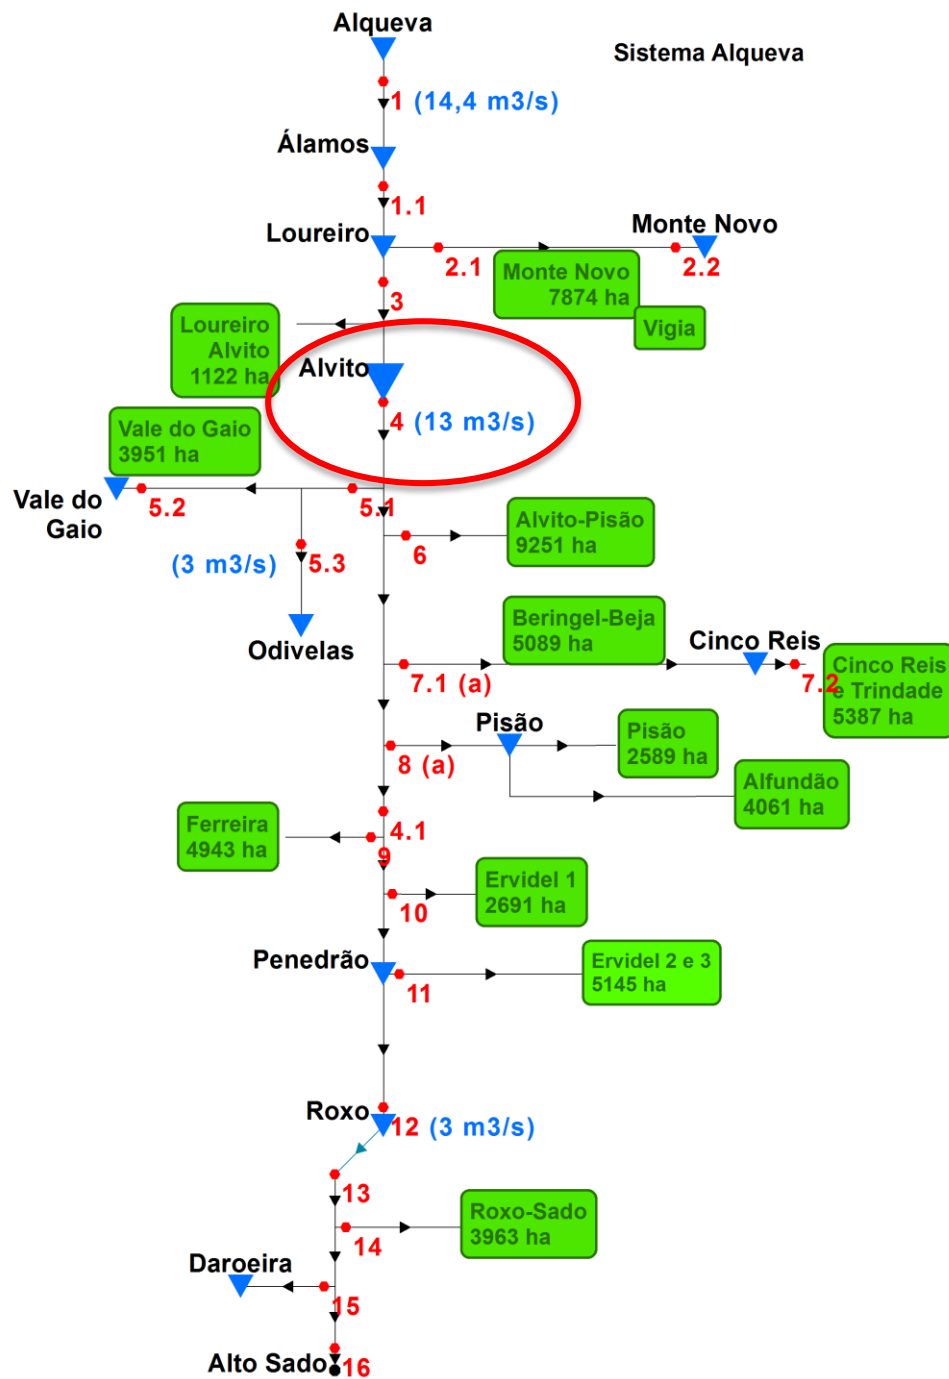 Alqueva
Sistema Alqueva
1 (14,4 m3/s)
Álamos
1.1
Loureiro
Monte Novo
2.1
2.2
Monte Novo
7874 ha
Vigia
3
Loureiro
Alvito
1122 ha
Alvito
4 (13 m3/s)
Vale do Gaio
3951 ha
Vale do
Gaio
5.2
5.1
Alvito-Pisão
9251 ha
6
(3 m3/s)
5.3
Odivelas
Beringel-Beja
5089 ha
Cinco Reis
7.1 (a)
7.2
Cinco Reis
e Trindade
5387 ha
Pisão
8 (a)
Pisão
2589 ha
Alfundão
4061 ha
Ferreira
4943 ha
4.1
9
Ervidel 1
2691 ha
10
Penedrão
11
Ervidel 2 e 3
5145 ha
Roxo
12 (3 m3/s)
13
Roxo-Sado
3963 ha
14
Daroeira
15
Alto Sado
16